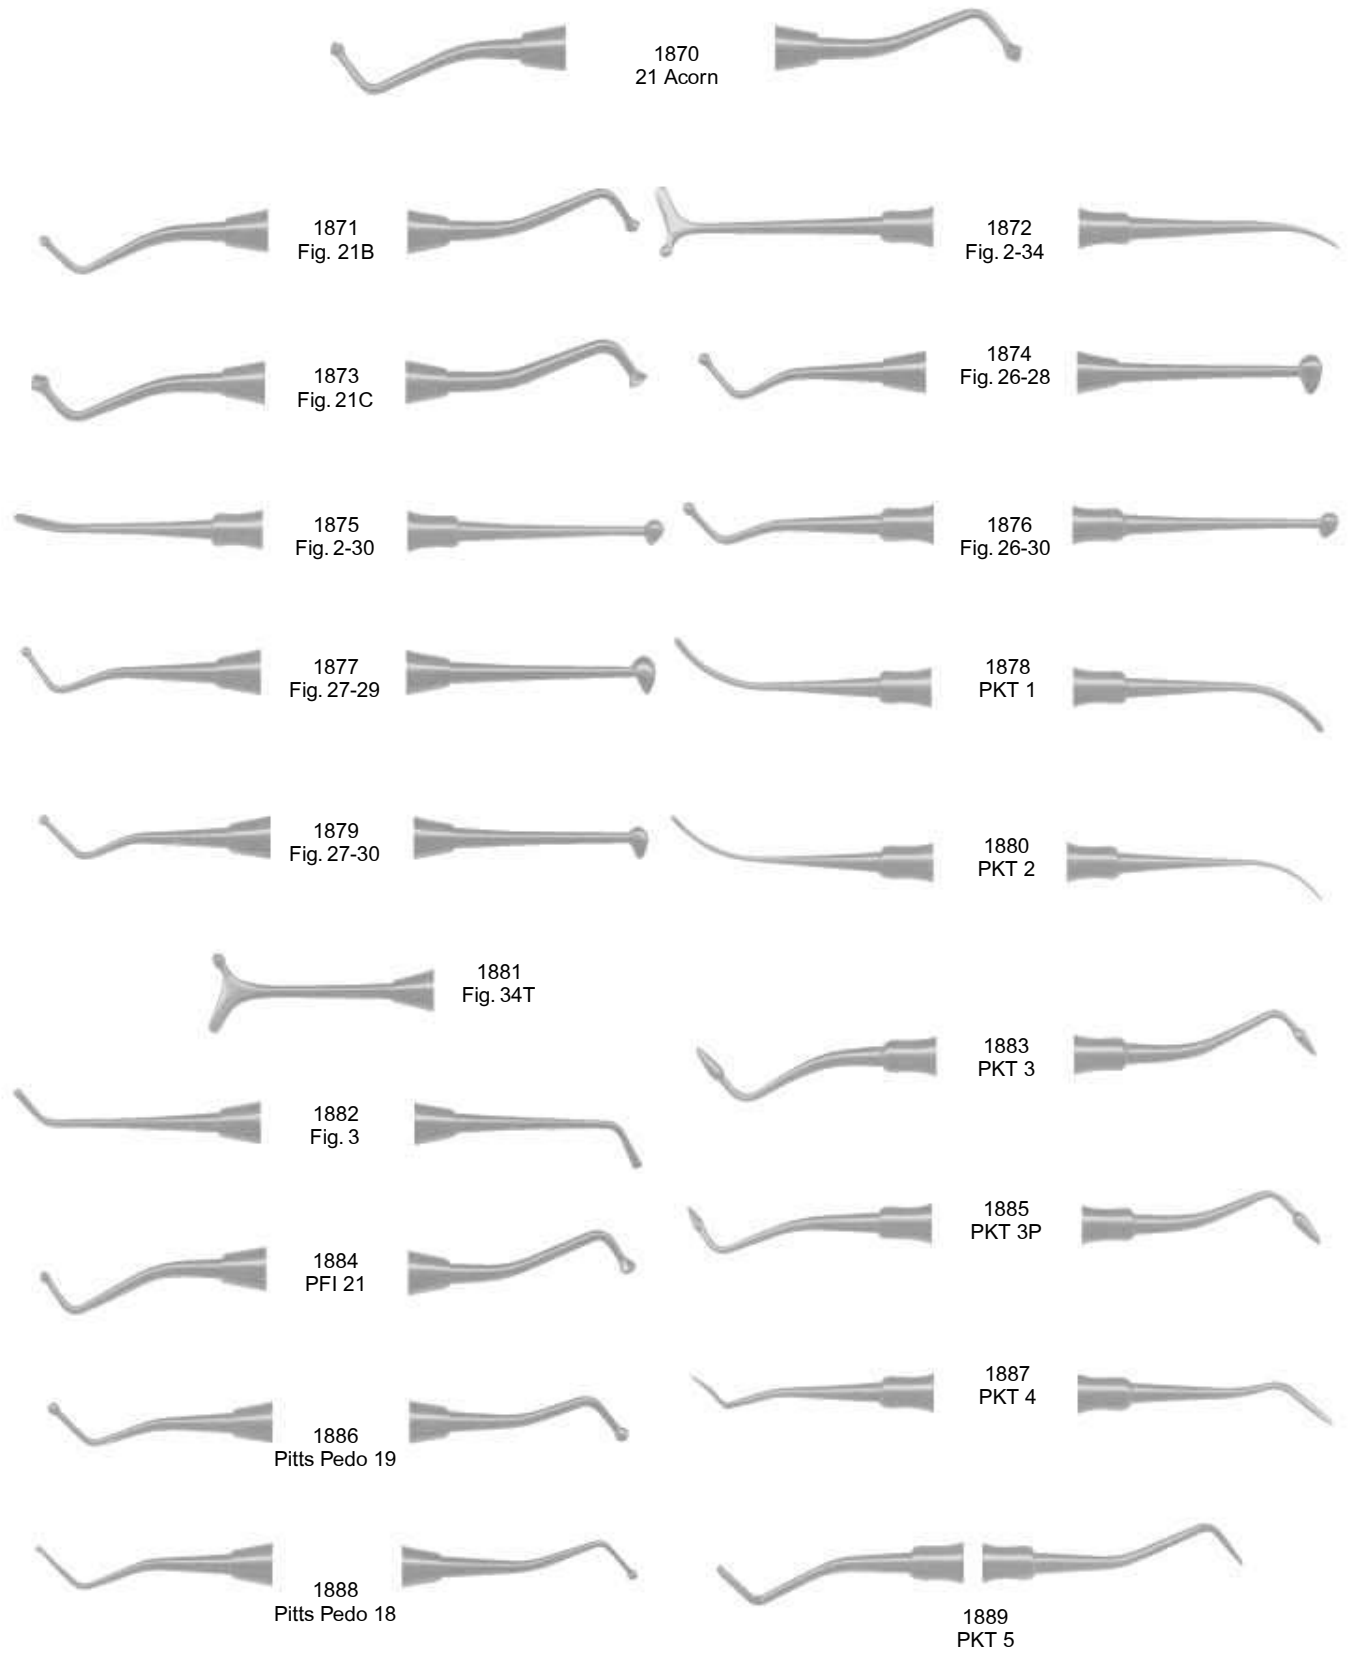 1870
21 Acorn
1871
Fig. 21B
1872
Fig. 2-34
1873
Fig. 21C
1874
Fig. 26-28
1875
Fig. 2-30
1876
Fig. 26-30
1877
Fig. 27-29
1878
PKT 1
1879
Fig. 27-30
1880
PKT 2
1881
Fig. 34T
1882
Fig. 3
1883
PKT 3
1884
PFI 21
1885
PKT 3P
1886
Pitts Pedo 19
1887
PKT 4
1888
Pitts Pedo 18
1889
PKT 5